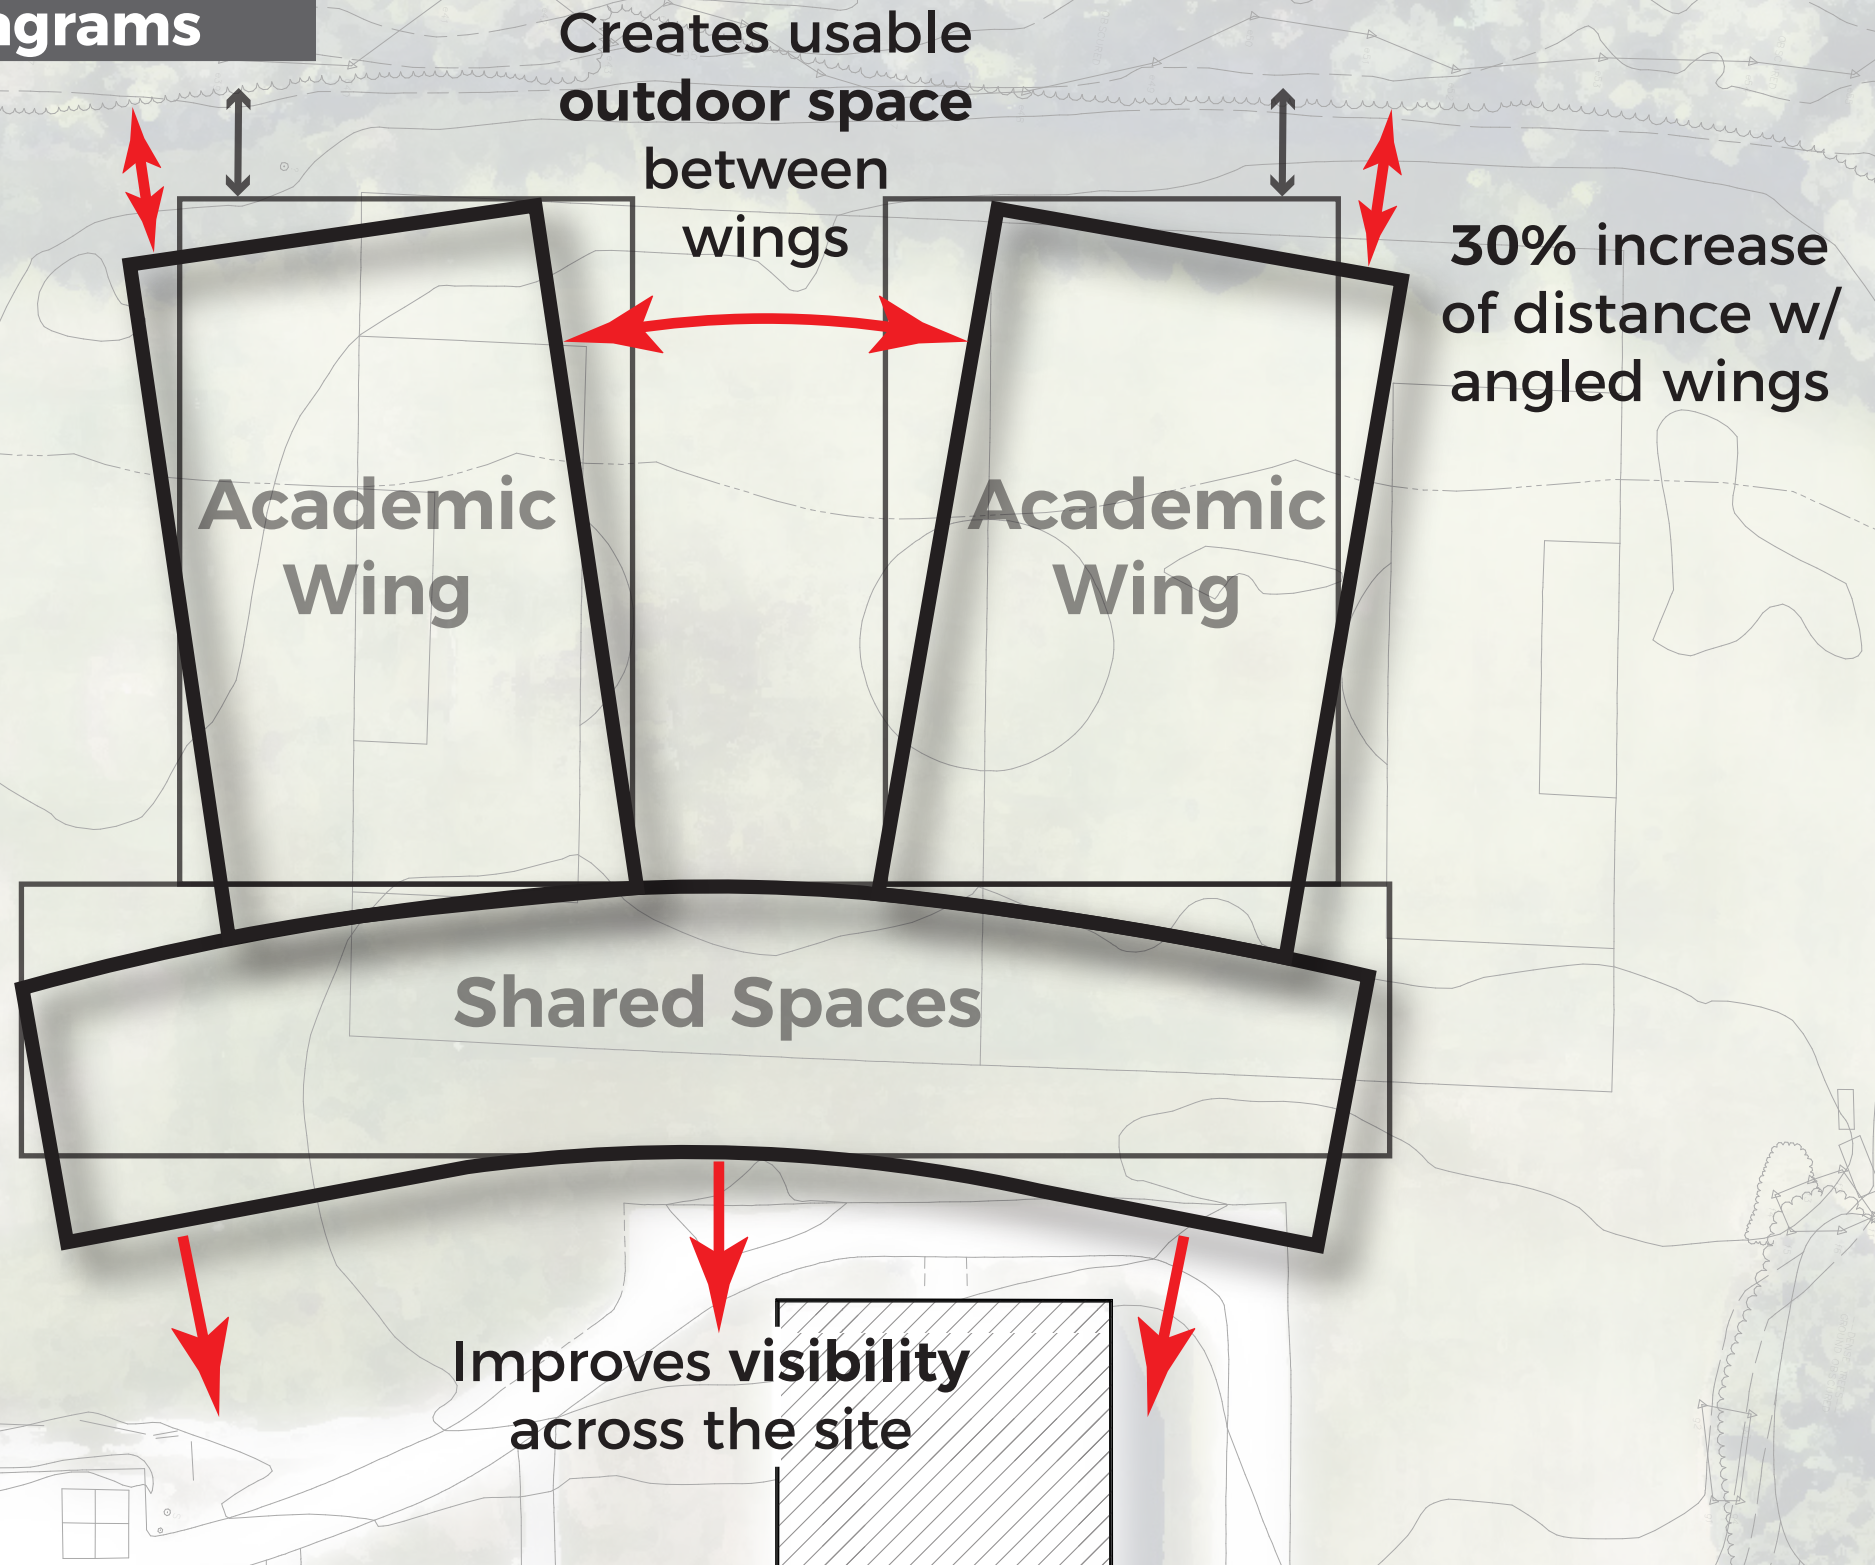 agrams
Creates usable
outdoor space
between
wings
30% increase
of distance w/
angled wings
Academic
Wing
Academic
Wing
Shared Spaces
Improves visibility
across the site